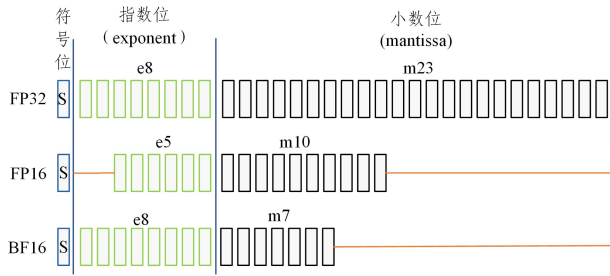 符号位
指数位
( exponent)
小数位
(mantissa)
e8
m23
FP32
S
e5
m10
FP16
S
e8
m7
BF16
S